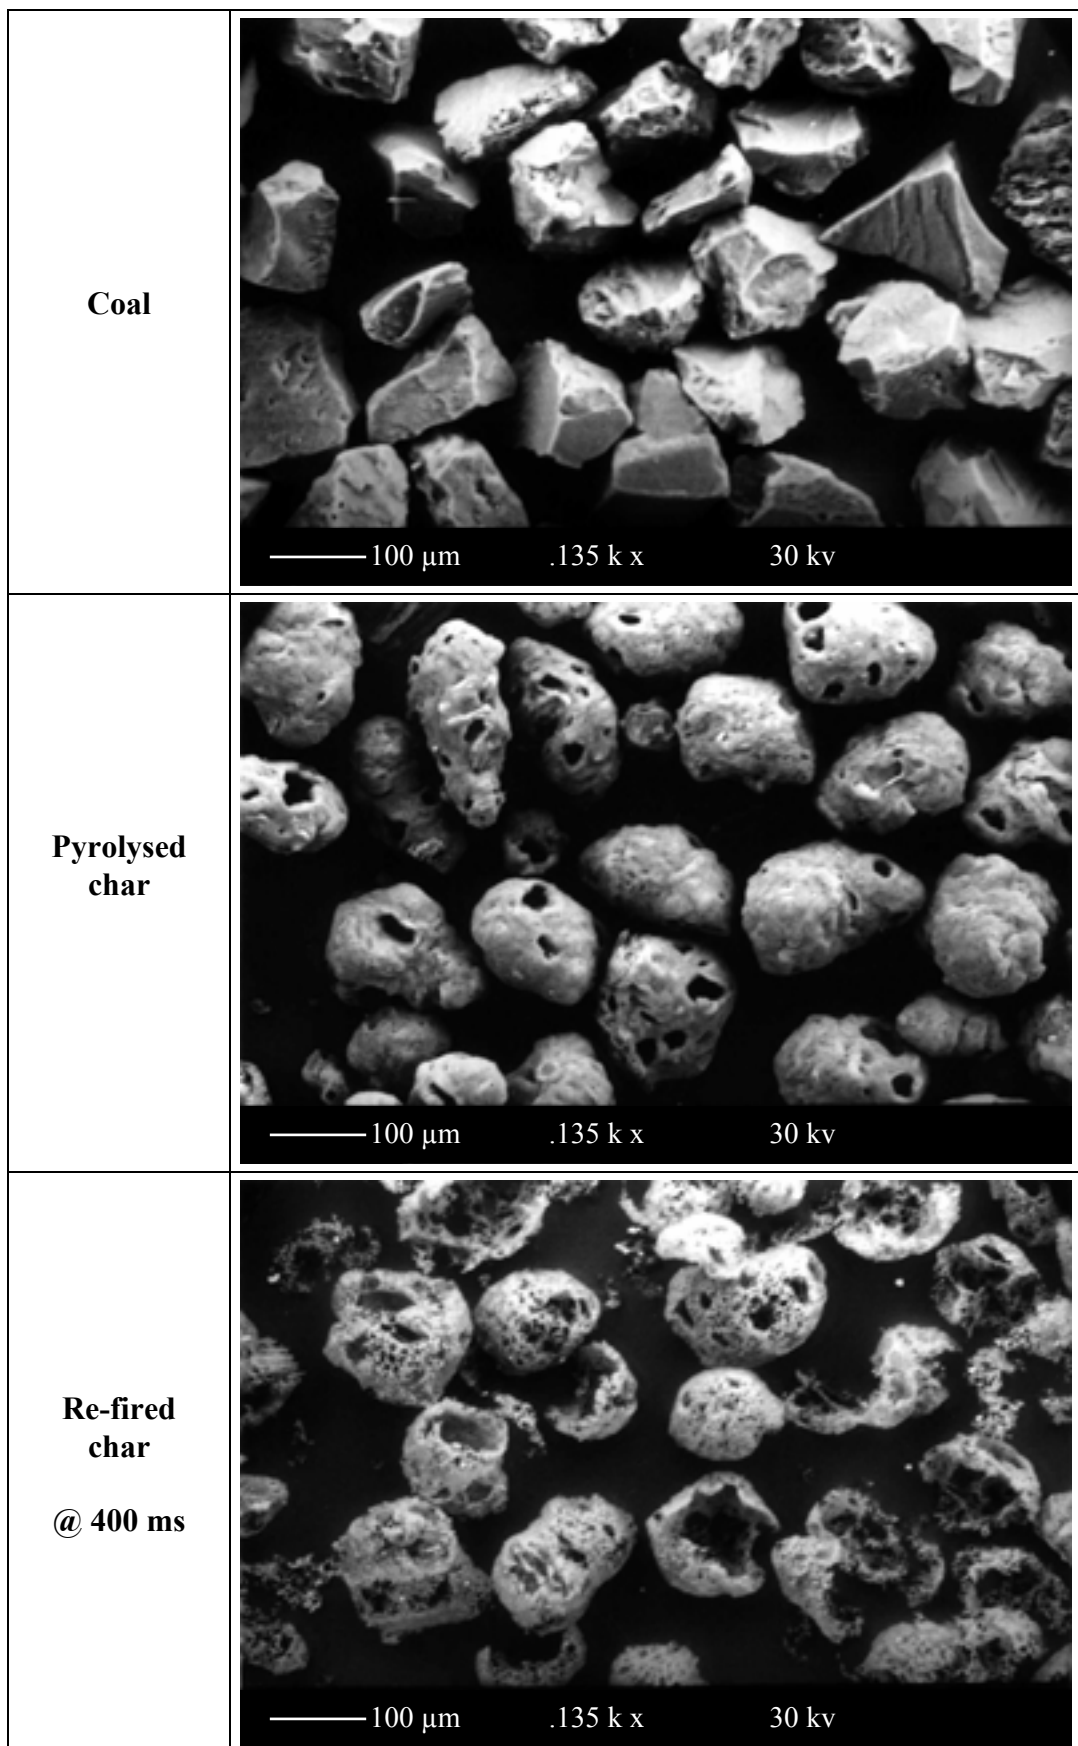 Coal
100 μm .135 k x 30 kv
Pyrolysed
char
100 μm .135 k x 30 kv
Re-fired
char
@ 400 ms
100 μm .135 k x 30 kv